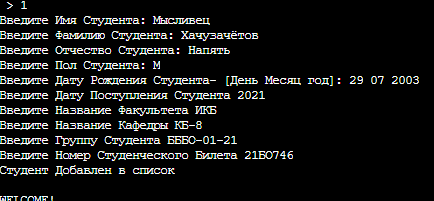 > 1
Введите Имя Студента: Мысливец
Введите Фамилию Студента: Хачузачётов
Введите Отчество Студента: Напять
Введите Пол Студента: М
Введите Дату Рождения Студента- [День Месяц год]: 29 07 2003
Введите Дату Поступления Студента 2021
Введите Название Факультета ИКБ
Введите Название Кафедры КБ-8
Введите Группу Студента БББО-01-21
Введите Номер Студенческого Билета 21БО746
Студент Добавлен в список
WELCOME!